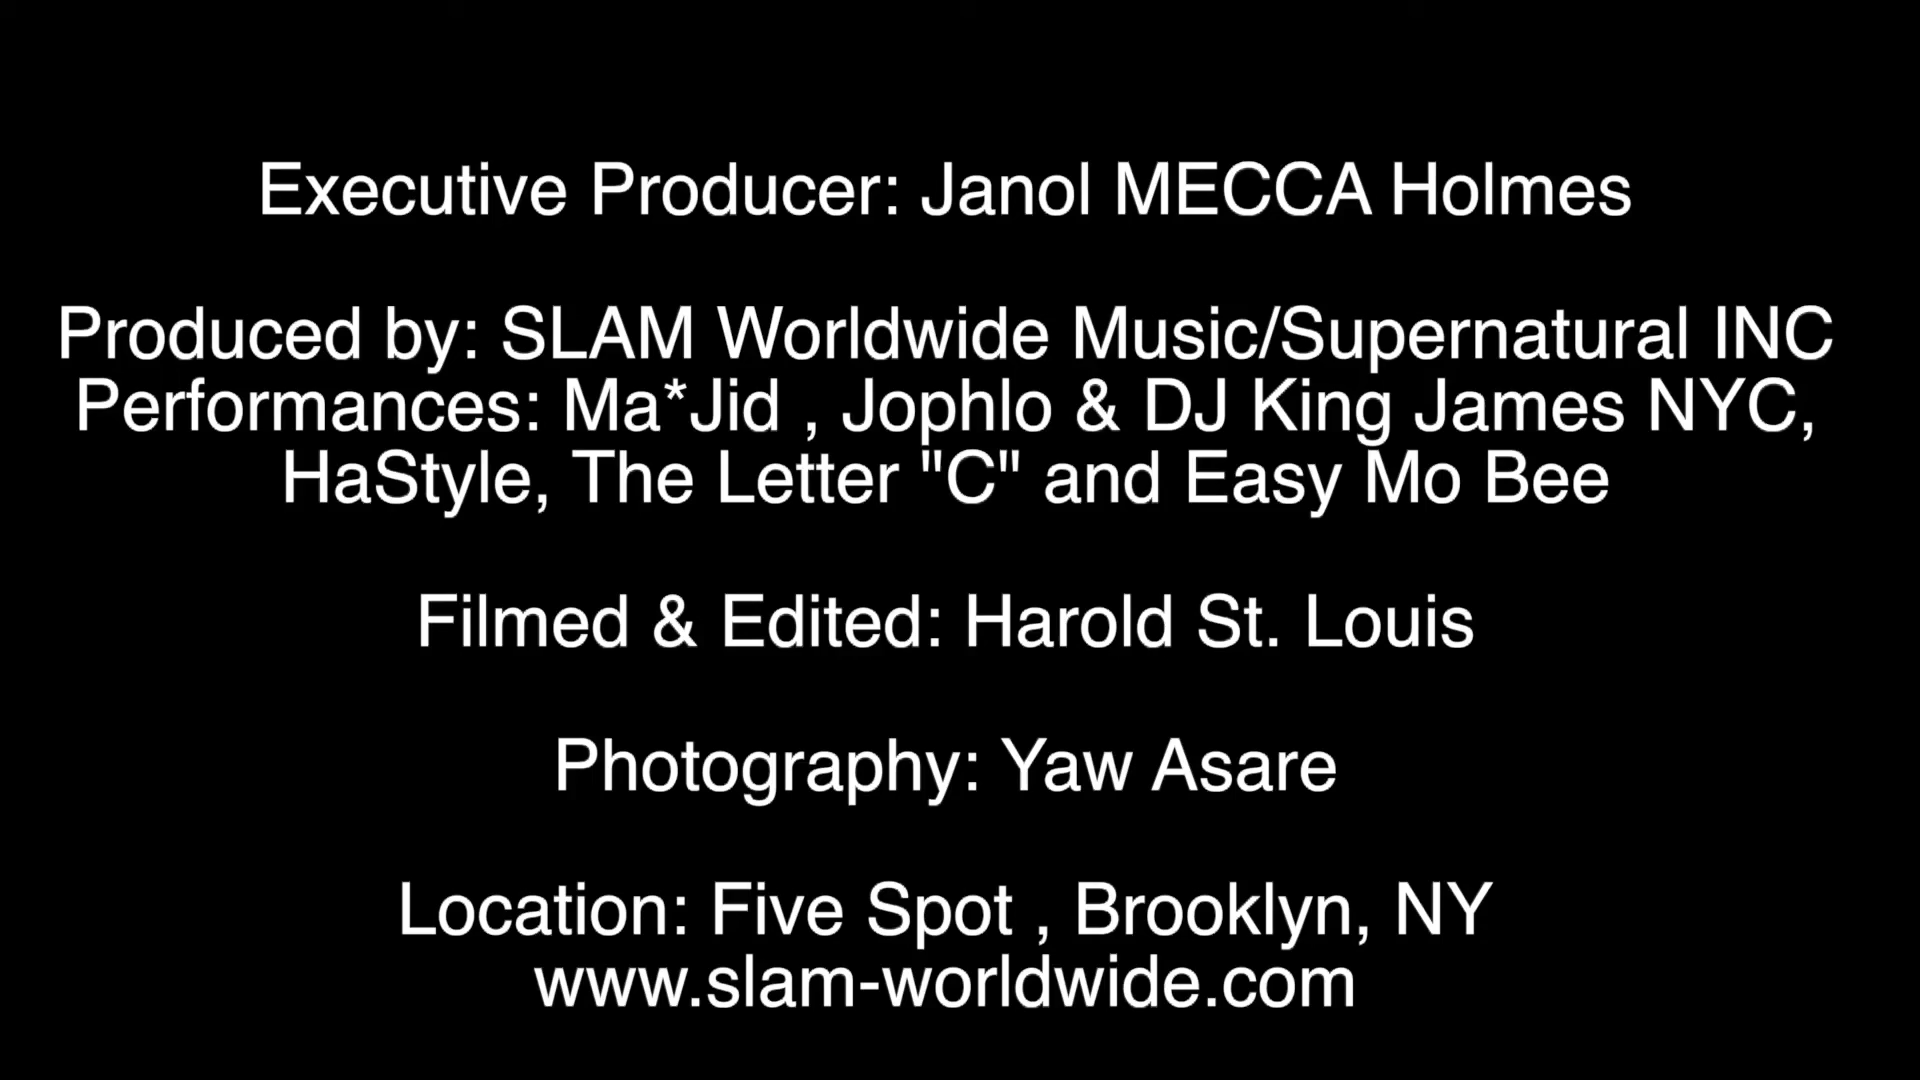 Executive Producer: Janol MECCA Holmes
Produced by: SLAM Worldwide Music/Supernatural INC
Performances: Ma*Jid , Jophlo & DJ King James NYC,
HaStyle, The Letter "C" and Easy Mo Bee
Filmed & Edited: Harold St. Louis
Photography: Yaw Asare
Location: Five Spot , Brooklyn, NY
www.slam-worldwide.com